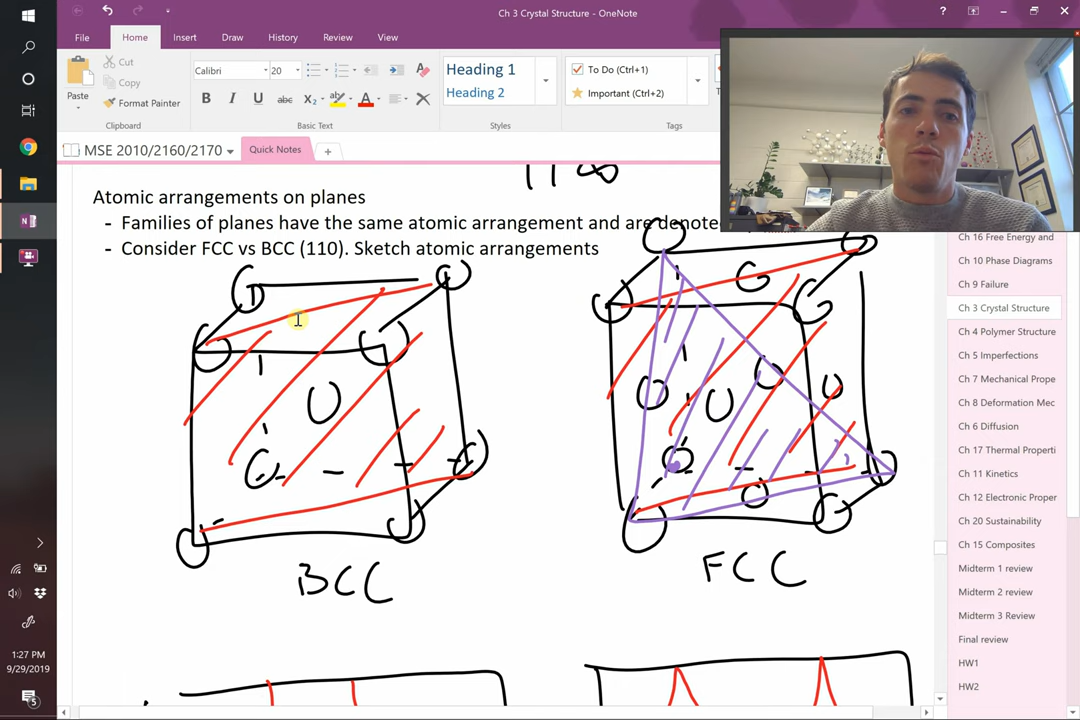 Ch 3 Crystal Structure - OneNote
File Home Insert Draw History Review View
Cut
Copy
Format Painter
Paste
Clipboard
Calibri 20
B I U abc X₂ A
Basic Text
Heading 1
Heading 2
Styles
To Do (Ctrl+1)
Important (Ctrl+2)
Tags
MSE 2010/2160/2170
Quick Notes
Atomic arrangements on planes
- Families of planes have the same atomic arrangement and are denote
- Consider FCC vs BCC (110). Sketch atomic arrangements
BCC
FCC
Ch 16 Free Energy and
Ch 10 Phase Diagrams
Ch 9 Failure
Ch 3 Crystal Structure
Ch 4 Polymer Structure
Ch 5 Imperfections
Ch 7 Mechanical Prope
Ch 8 Deformation Mec
Ch 6 Diffusion
Ch 17 Thermal Properti
Ch 11 Kinetics
Ch 12 Electronic Proper
Ch 20 Sustainability
Ch 15 Composites
Midterm 1 review
Midterm 2 review
Midterm 3 Review
Final review
HW1
HW2
1:27 PM
9/29/2019
5